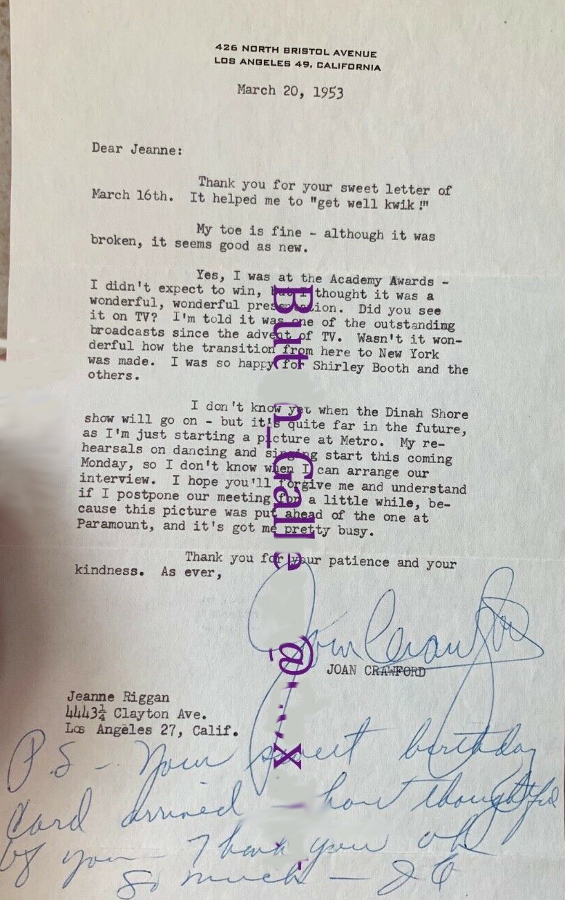 426 NORTH BRISTOL AVENUE
LOS ANGELES 49, CALIFORNIA
March 20, 1953
Dear Jeanne:
Thank you for your sweet letter of
March 16th. It helped me to "get well kwik!"
My toe is fine - although it was
broken, it seems good as new.
Yes, I was at the Academy Awards -
I didn't expect to win, but I thought it was a
wonderful, wonderful presentation. Did you see
it on TV? I'm told it was one of the outstanding
broadcasts since the advent of TV. Wasn't it won-
derful how the transition from here to New York
was made. I was so happy for Shirley Booth and the
others.
I don't know yet when the Dinah Shore
show will go on - but it's quite far in the future,
as I'm just starting a picture at Metro. My re-
hearsals on dancing and singing start this coming
Monday, so I don't know when I can arrange our
interview. I hope you'll forgive me and understand
if I postpone our meeting for a little while, be-
cause this picture was put ahead of the one at
Paramount, and it's got me pretty busy.
Thank you for your patience and your
kindness. As ever,
Joan Crawford
JOAN CRAWFORD
Jeanne Riggan
4443¼ Clayton Ave.
Los Angeles 27, Calif.
P.S - Your sweet birthday
card arrived how thoughtful
of you - Thank you oh
so much - JC
But